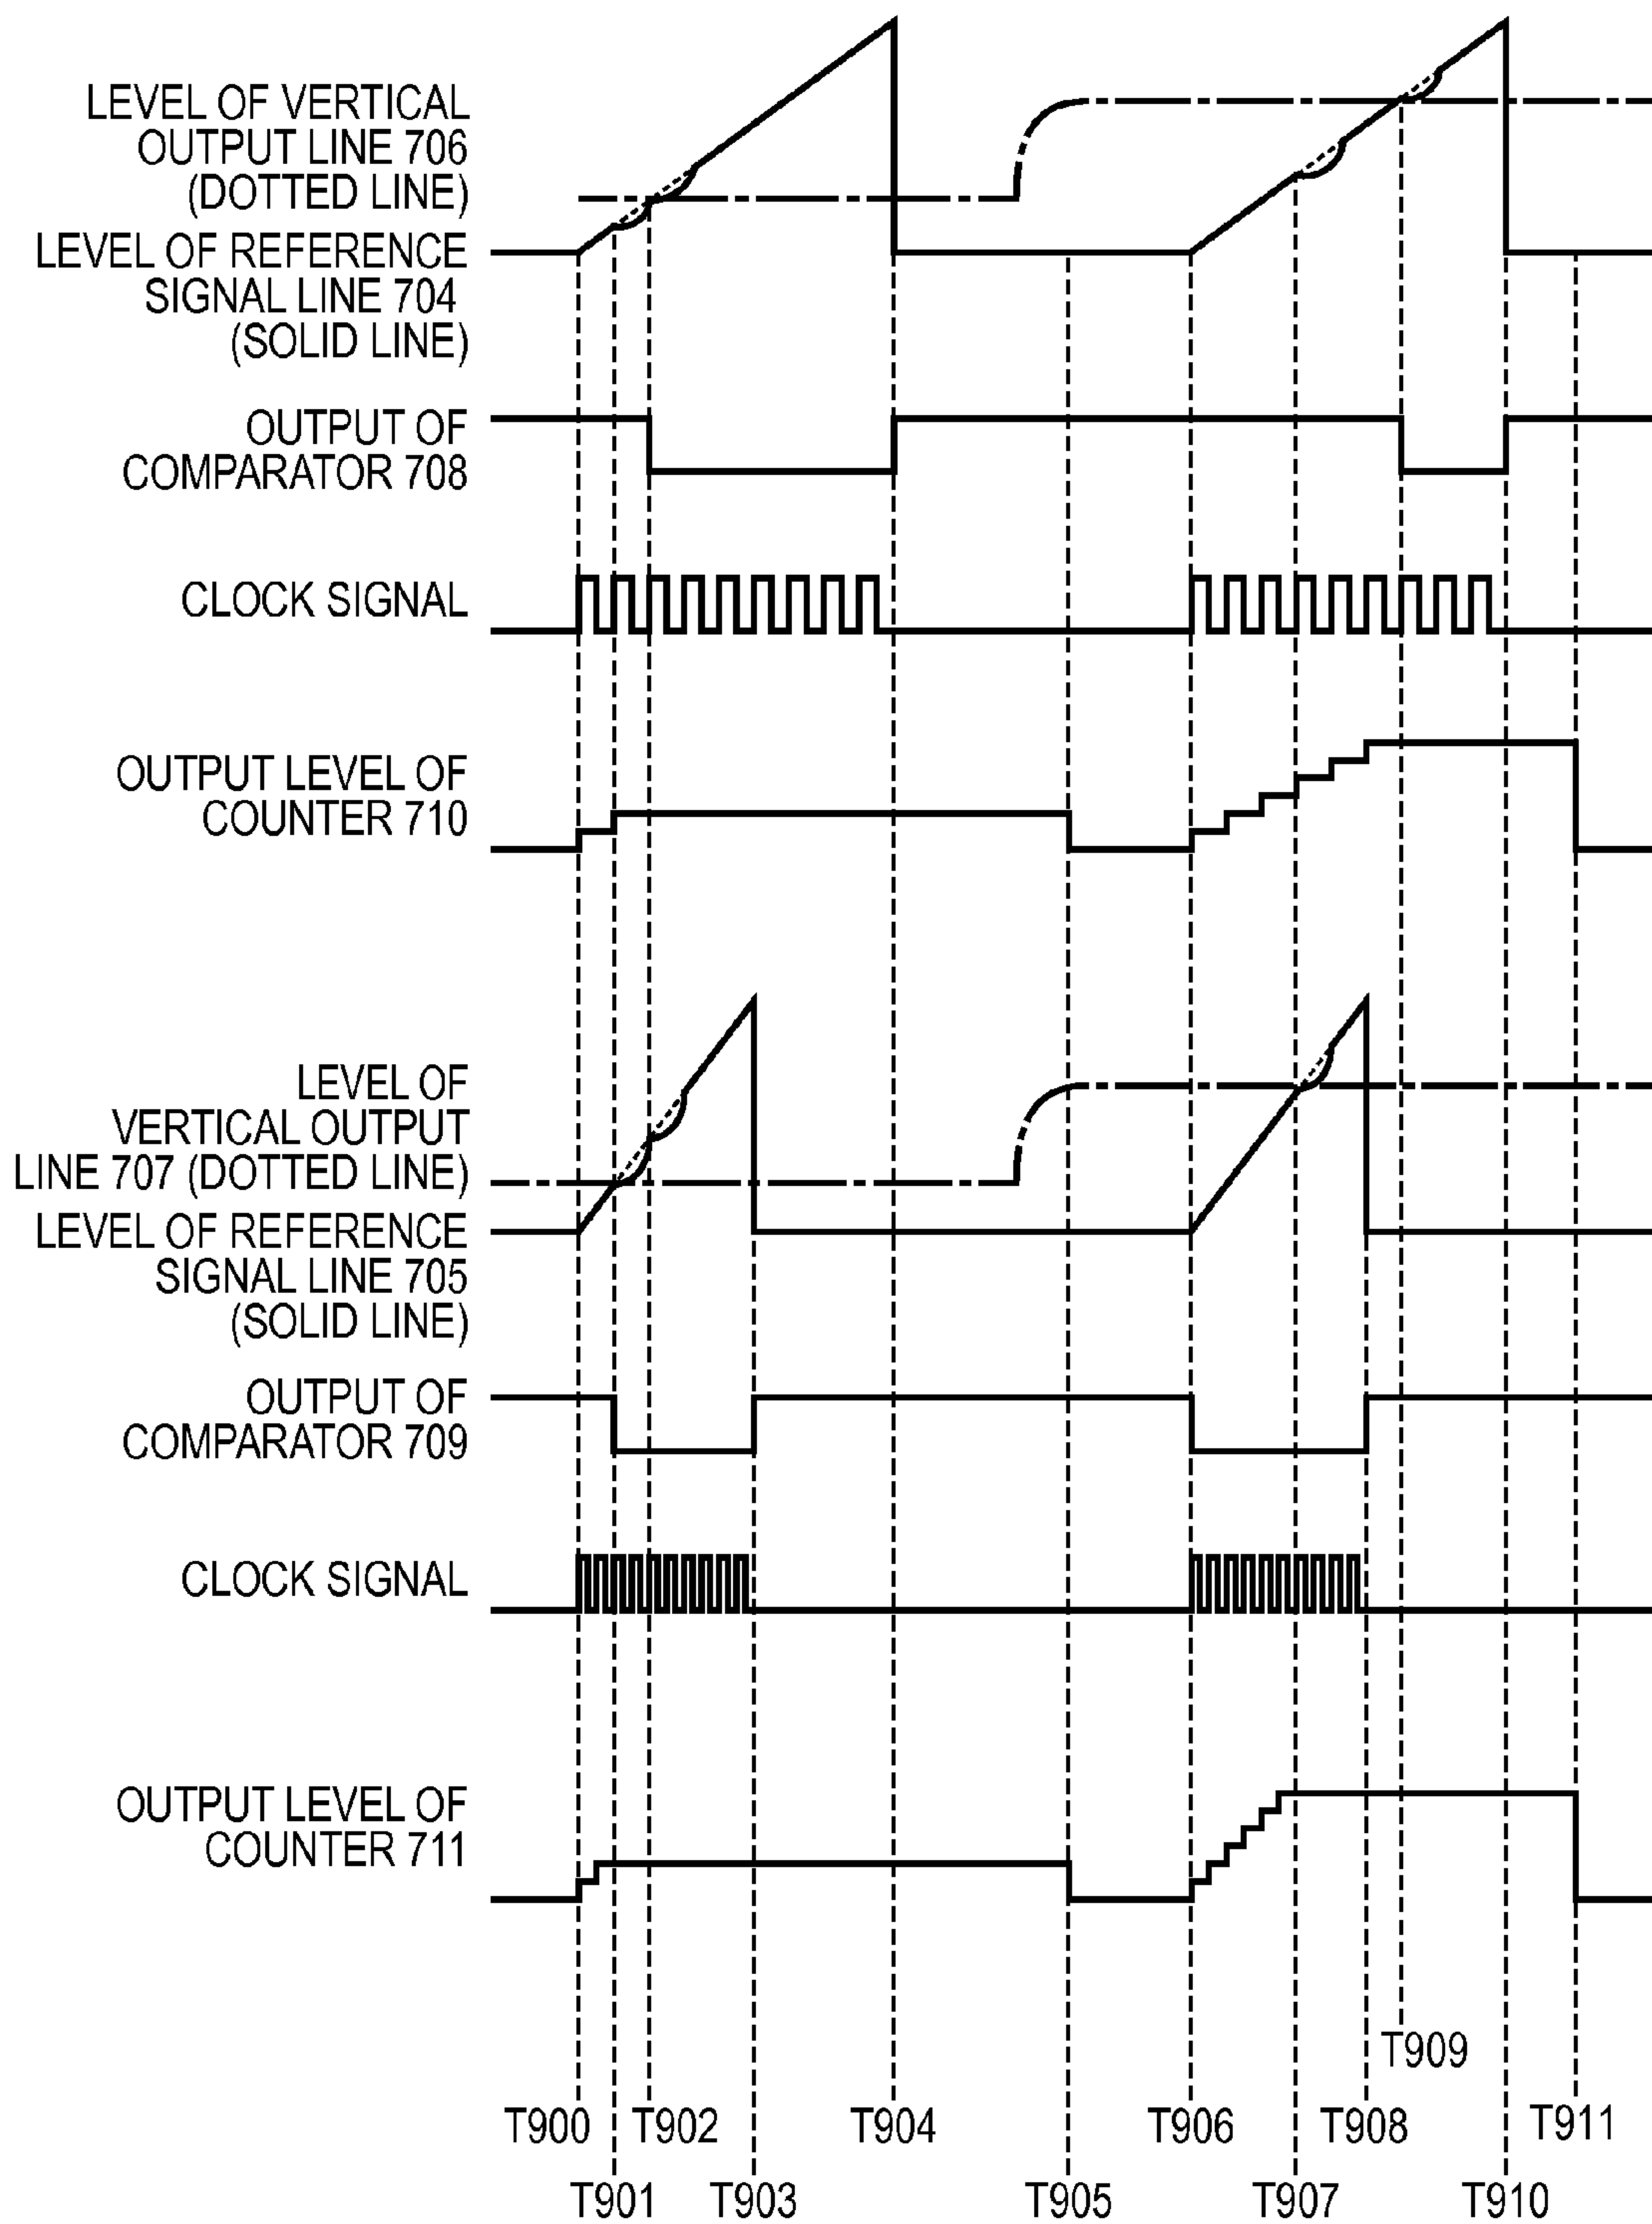 LEVEL OF VERTICAL
OUTPUT LINE 706
(DOTTED LINE)
LEVEL OF REFERENCE
SIGNAL LINE 704
(SOLID LINE)
OUTPUT OF
COMPARATOR 708
CLOCK SIGNAL
OUTPUT LEVEL OF
COUNTER 710
LEVEL OF
VERTICAL OUTPUT
LINE 707 (DOTTED LINE)
LEVEL OF REFERENCE
SIGNAL LINE 705
(SOLID LINE)
OUTPUT OF
COMPARATOR 709
CLOCK SIGNAL
OUTPUT LEVEL OF
COUNTER 711
T909
T900 T902 T904 T906 T908 T911
T901 T903 T905 T907 T910